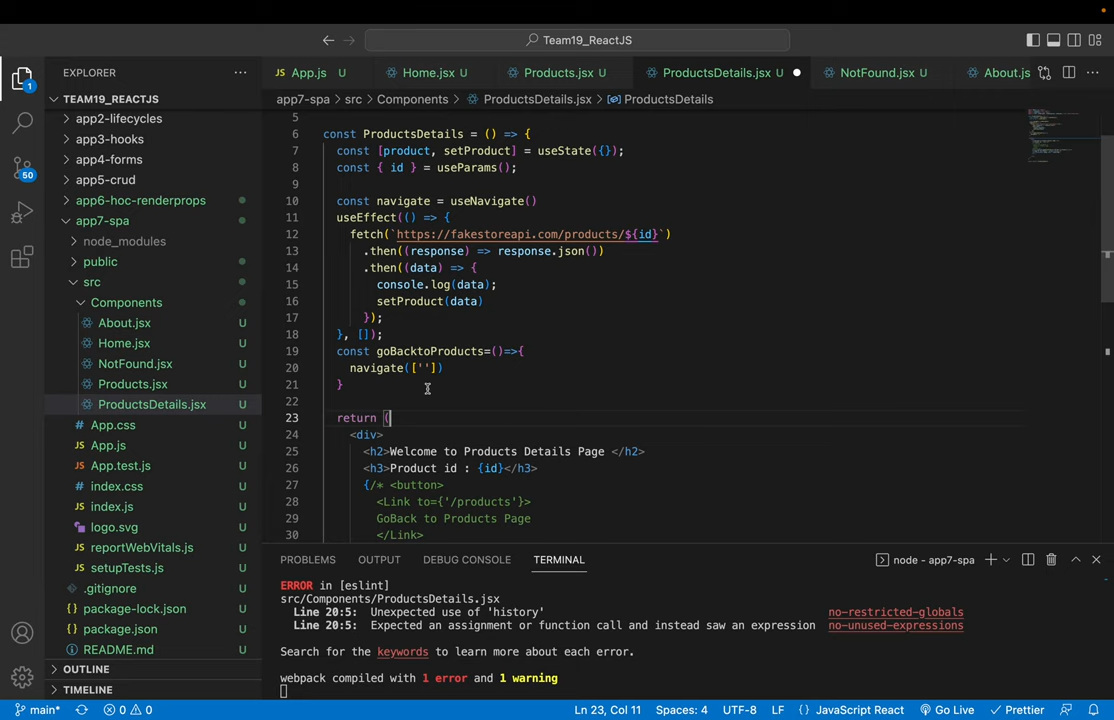 Team19_ReactJS
EXPLORER
App.js U
Home.jsx U
Products.jsx U
ProductsDetails.jsx U
NotFound.jsx U
About.js
app7-spa > src > Components > ProductsDetails.jsx > ProductsDetails
TEAM19_REACTJS
app2-lifecycles
app3-hooks
app4-forms
app5-crud
app6-hoc-renderprops
app7-spa
node_modules
public
src
Components
About.jsx U
Home.jsx U
NotFound.jsx U
Products.jsx U
ProductsDetails.jsx U
App.css U
App.js U
App.test.js U
index.css U
index.js U
logo.svg U
reportWebVitals.js U
setupTests.js U
.gitignore U
package-lock.json U
package.json U
README.md U
OUTLINE
TIMELINE
1
50
5
6 const ProductsDetails = () => {
7 const [product, setProduct] = useState({});
8 const { id } = useParams();
9
10 const navigate = useNavigate()
11 useEffect(() => {
12 fetch(`https://fakestoreapi.com/products/${id}`)
13 .then((response) => response.json())
14 .then((data) => {
15 console.log(data);
16 setProduct(data)
17 });
18 }, []);
19 const goBacktoProducts=()=>{
20 navigate([''])
21 }
22
23 return (
24 <div>
25 <h2>Welcome to Products Details Page </h2>
26 <h3>Product id : {id}</h3>
27 {/* <button>
28 <Link to={'/products'}>
29 GoBack to Products Page
30 </Link>
PROBLEMS OUTPUT DEBUG CONSOLE TERMINAL
node - app7-spa
ERROR in [eslint]
src/Components/ProductsDetails.jsx
Line 20:5: Unexpected use of 'history' no-restricted-globals
Line 20:5: Expected an assignment or function call and instead saw an expression no-unused-expressions
Search for the keywords to learn more about each error.
webpack compiled with 1 error and 1 warning
main* 0 0 Ln 23, Col 11 Spaces: 4 UTF-8 LF {} JavaScript React Go Live Prettier